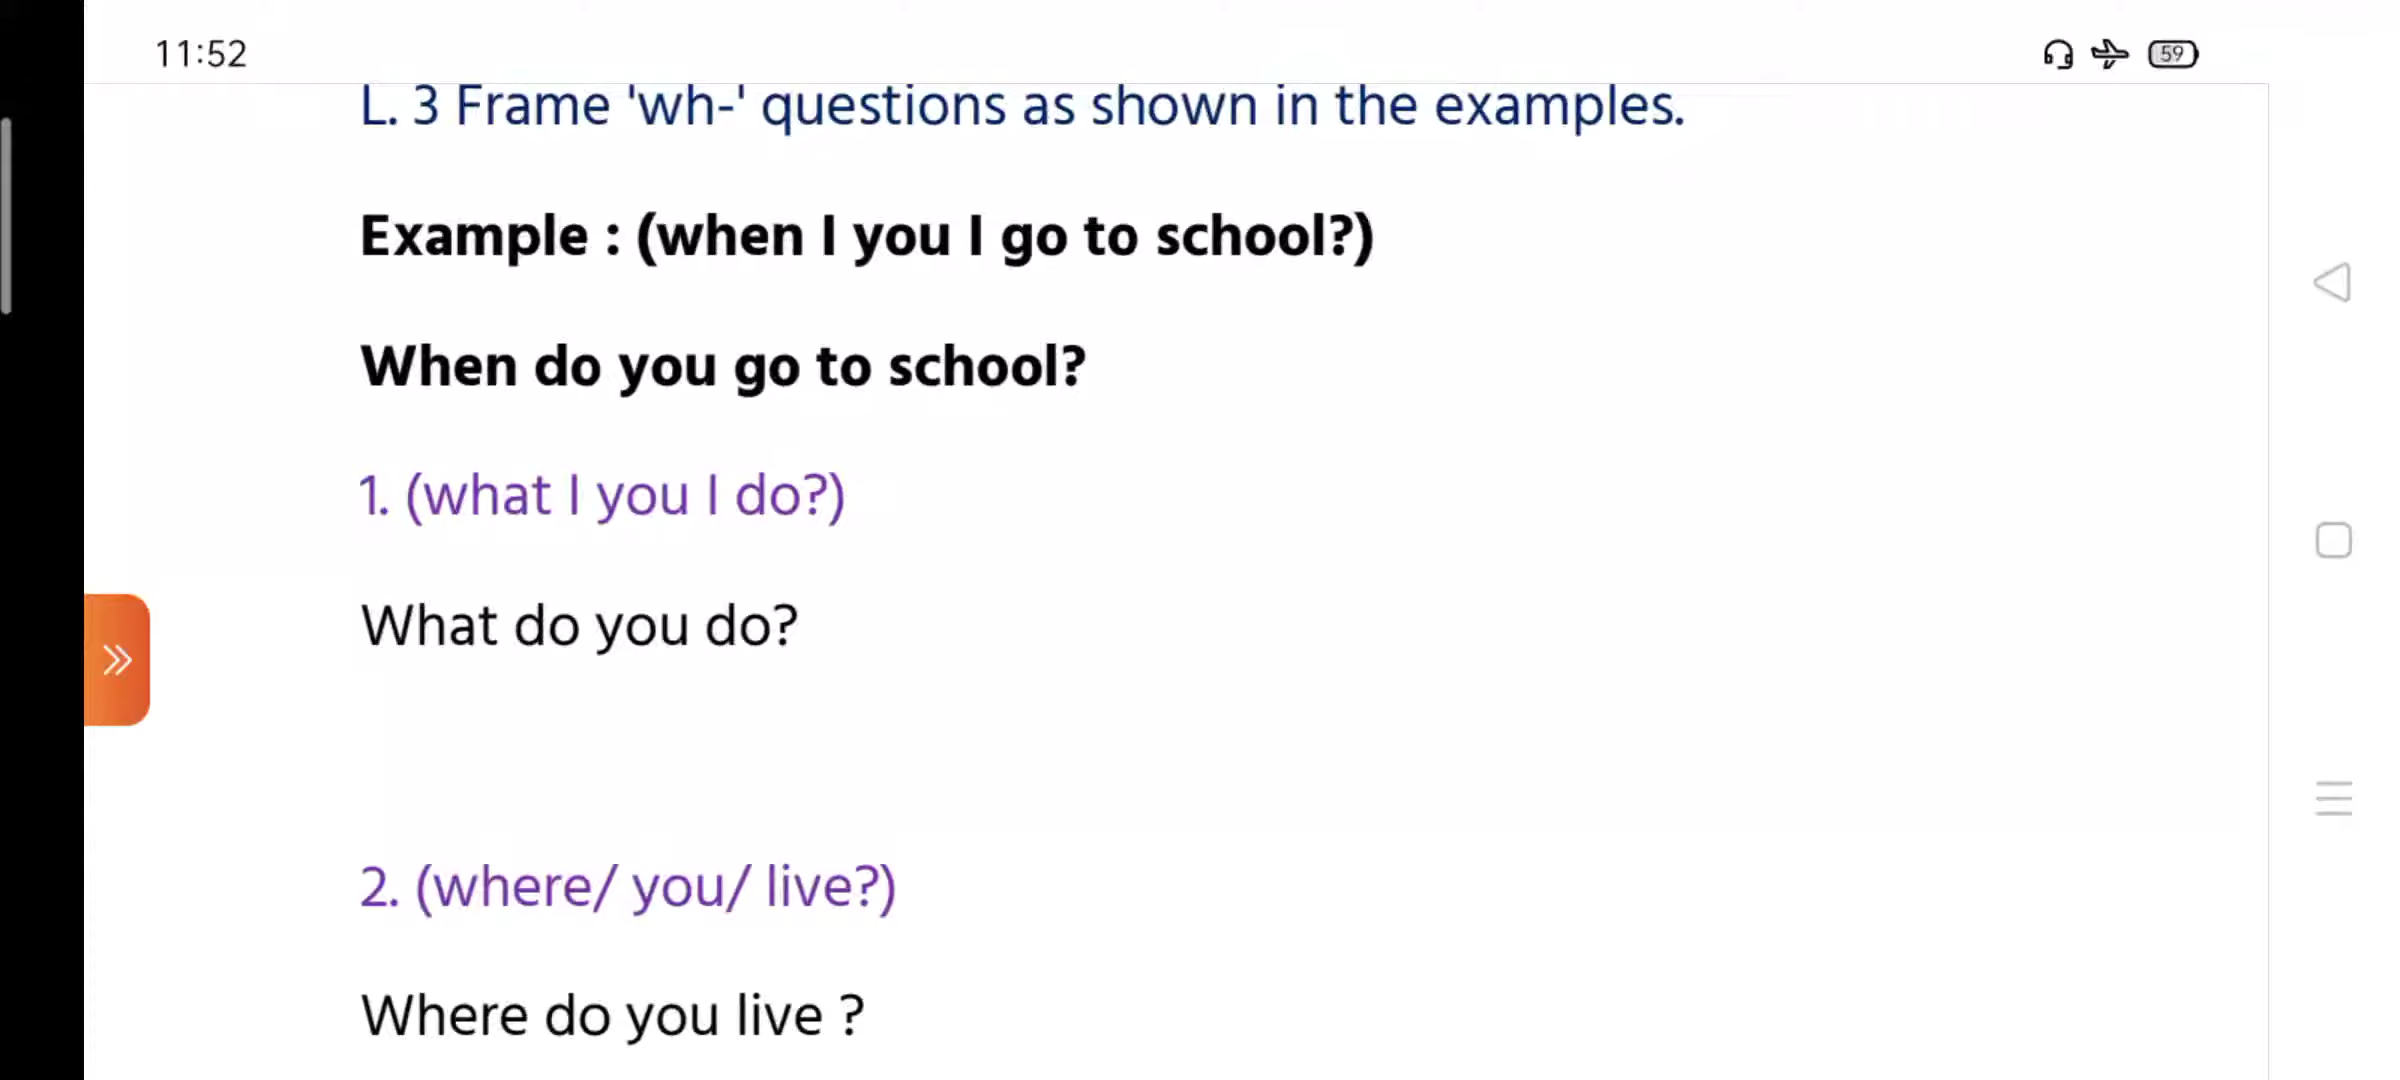 11:52
59
L. 3 Frame 'wh-' questions as shown in the examples.
Example : (when I you I go to school?)
When do you go to school?
1. (what I you I do?)
What do you do?
2. (where/ you/ live?)
Where do you live ?